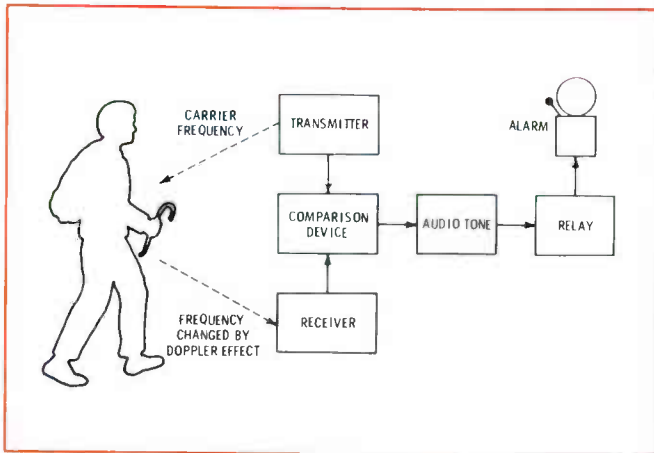 CARRIER
FREQUENCY
TRANSMITTER
ALARM
COMPARISON
DEVICE
AUDIO TONE
RELAY
FREQUENCY
CHANGED BY
DOPPLER EFFECT
RECEIVER